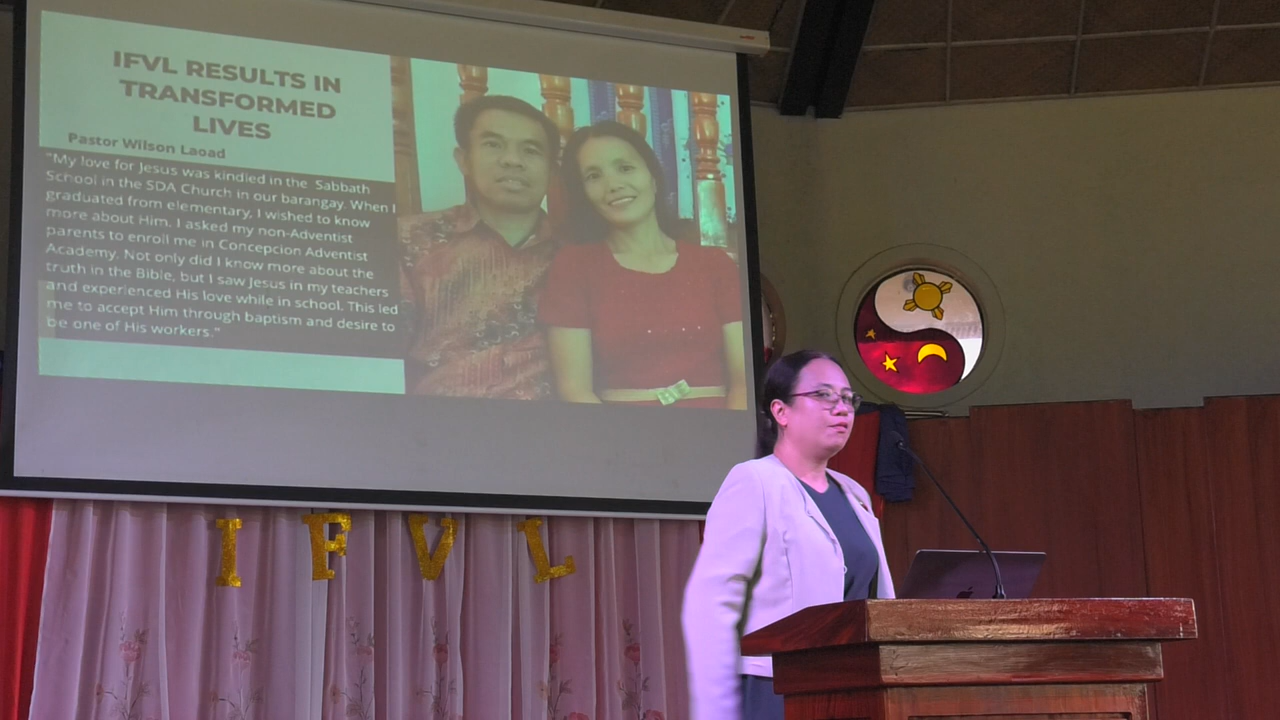 IFVL RESULTS IN
TRANSFORMED
LIVES
Pastor Wilson Laoad
"My love for Jesus was kindled in the Sabbath
School in the SDA Church in our barangay. When I
graduated from elementary, I wished to know
more about Him. I asked my non-Adventist
parents to enroll me in Concepcion Adventist
Academy. Not only did I know more about the
truth in the Bible, but I saw Jesus in my teachers
and experienced His love while in school. This led
me to accept Him through baptism and desire to
be one of His workers."
I F V L